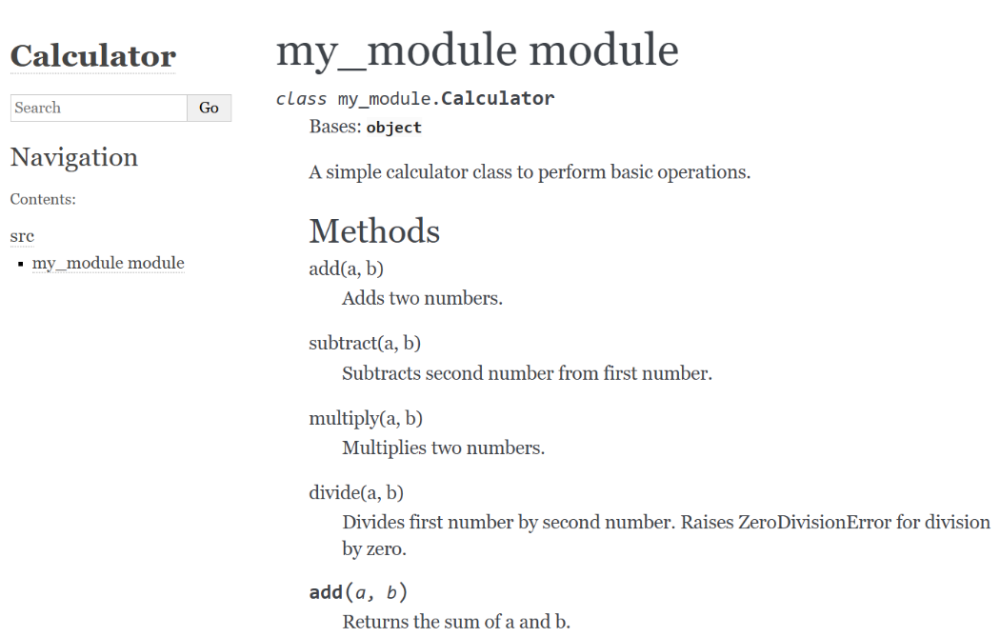 Calculator
Search Go
Navigation
Contents:
src
my_module module
my_module module
class my_module.Calculator
Bases: object
A simple calculator class to perform basic operations.
Methods
add(a, b)
Adds two numbers.
subtract(a, b)
Subtracts second number from first number.
multiply(a, b)
Multiplies two numbers.
divide(a, b)
Divides first number by second number. Raises ZeroDivisionError for division
by zero.
add(a, b)
Returns the sum of a and b.